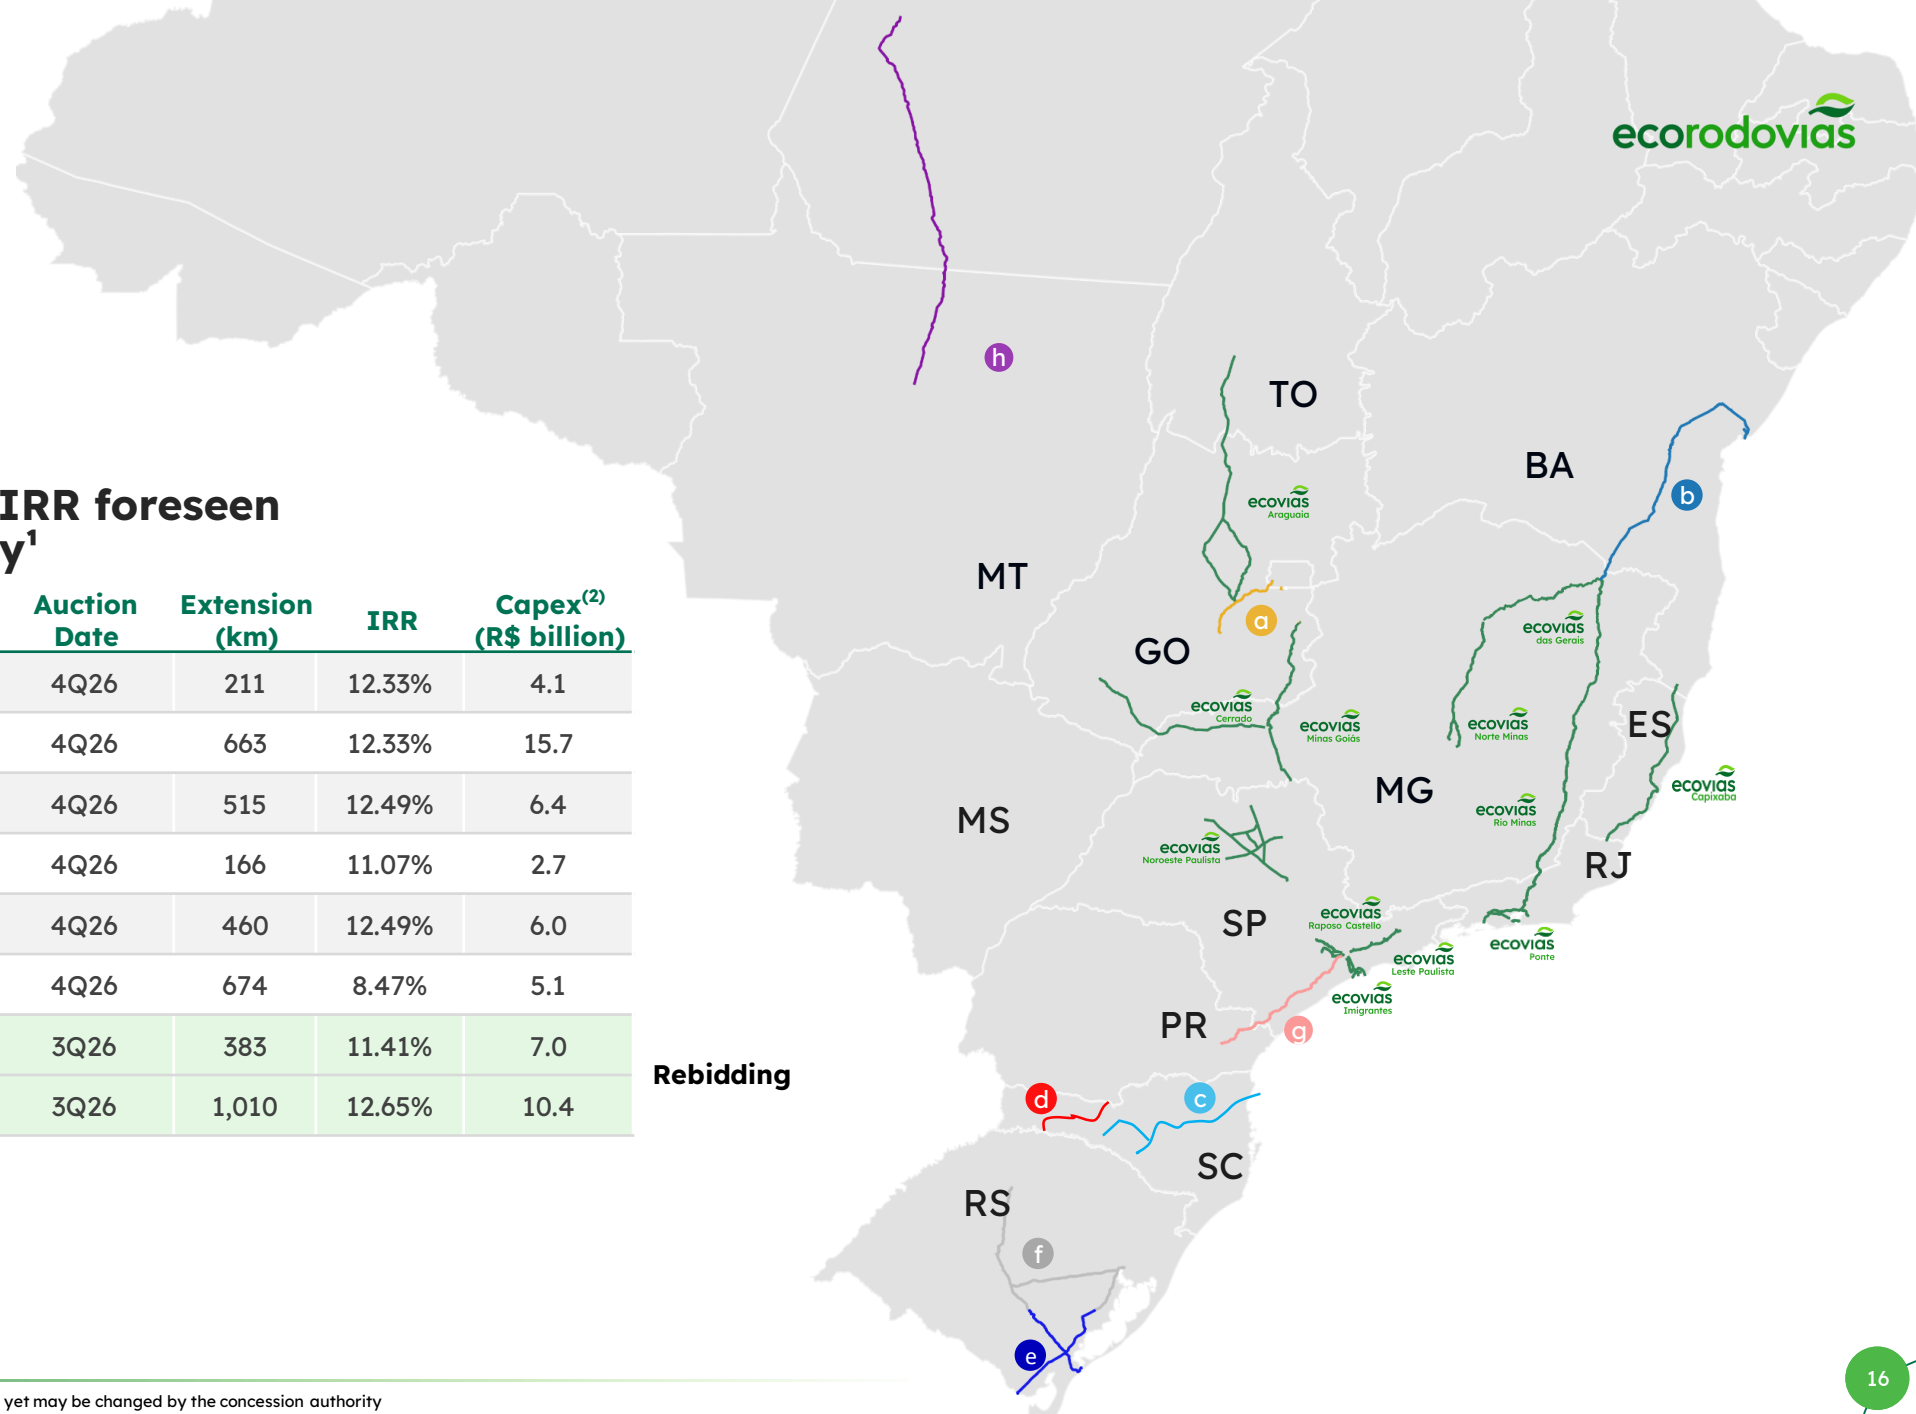 ecorodovias
h
TO
BA
b
ecovias
Araguaia
IRR foreseen
y¹
MT
a
GO
ecovias
das Gerais
Auction
Date
Extension
(km)
IRR
Capex(2)
(R$ billion)
4Q26 211 12.33% 4.1
4Q26 663 12.33% 15.7
4Q26 515 12.49% 6.4
4Q26 166 11.07% 2.7
4Q26 460 12.49% 6.0
4Q26 674 8.47% 5.1
3Q26 383 11.41% 7.0
3Q26 1,010 12.65% 10.4
Rebidding
ecovias
Cerrado
ecovias
Minas Goiás
ecovias
Norte Minas
ES
MG
ecovias
Capixaba
MS
ecovias
Rio Minas
ecovias
Noroeste Paulista
RJ
SP
ecovias
Raposo Castello
ecovias
Ponte
ecovias
Leste Paulista
ecovias
Imigrantes
PR
g
d
c
SC
RS
f
e
16
yet may be changed by the concession authority